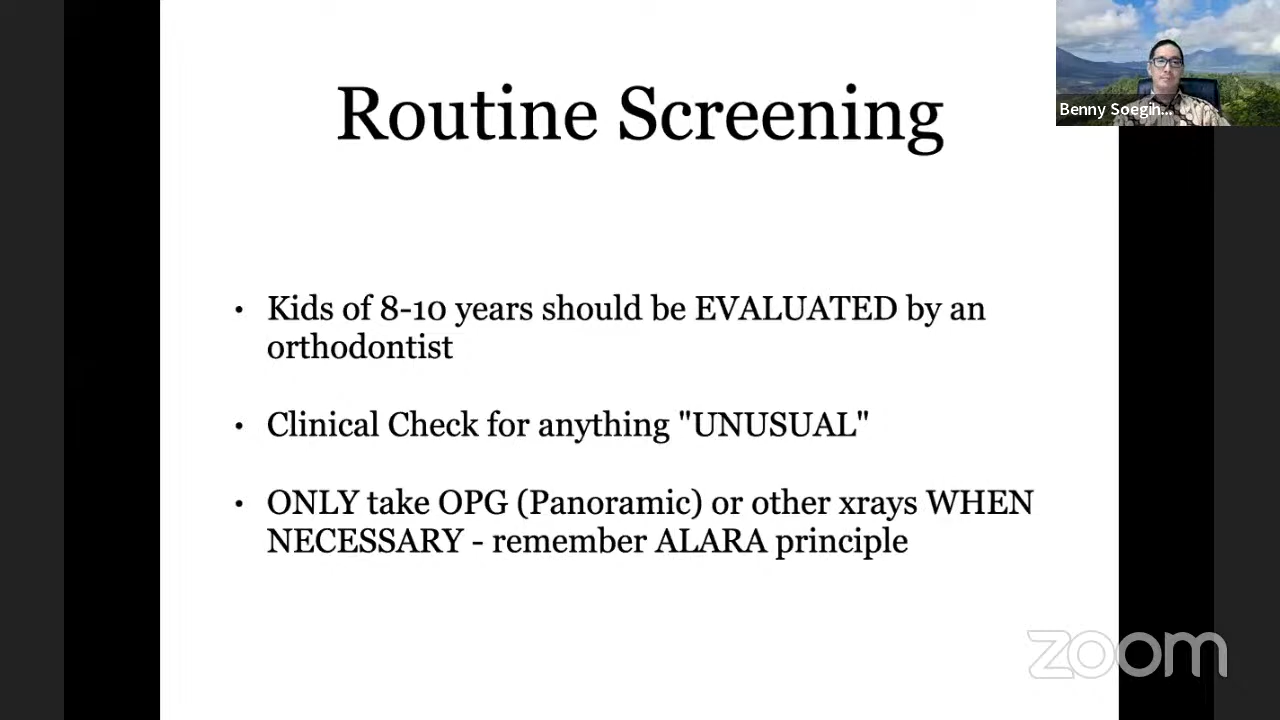 Routine Screening
Benny Soegih...
• Kids of 8-10 years should be EVALUATED by an
orthodontist
• Clinical Check for anything "UNUSUAL"
• ONLY take OPG (Panoramic) or other xrays WHEN
NECESSARY - remember ALARA principle
zoom